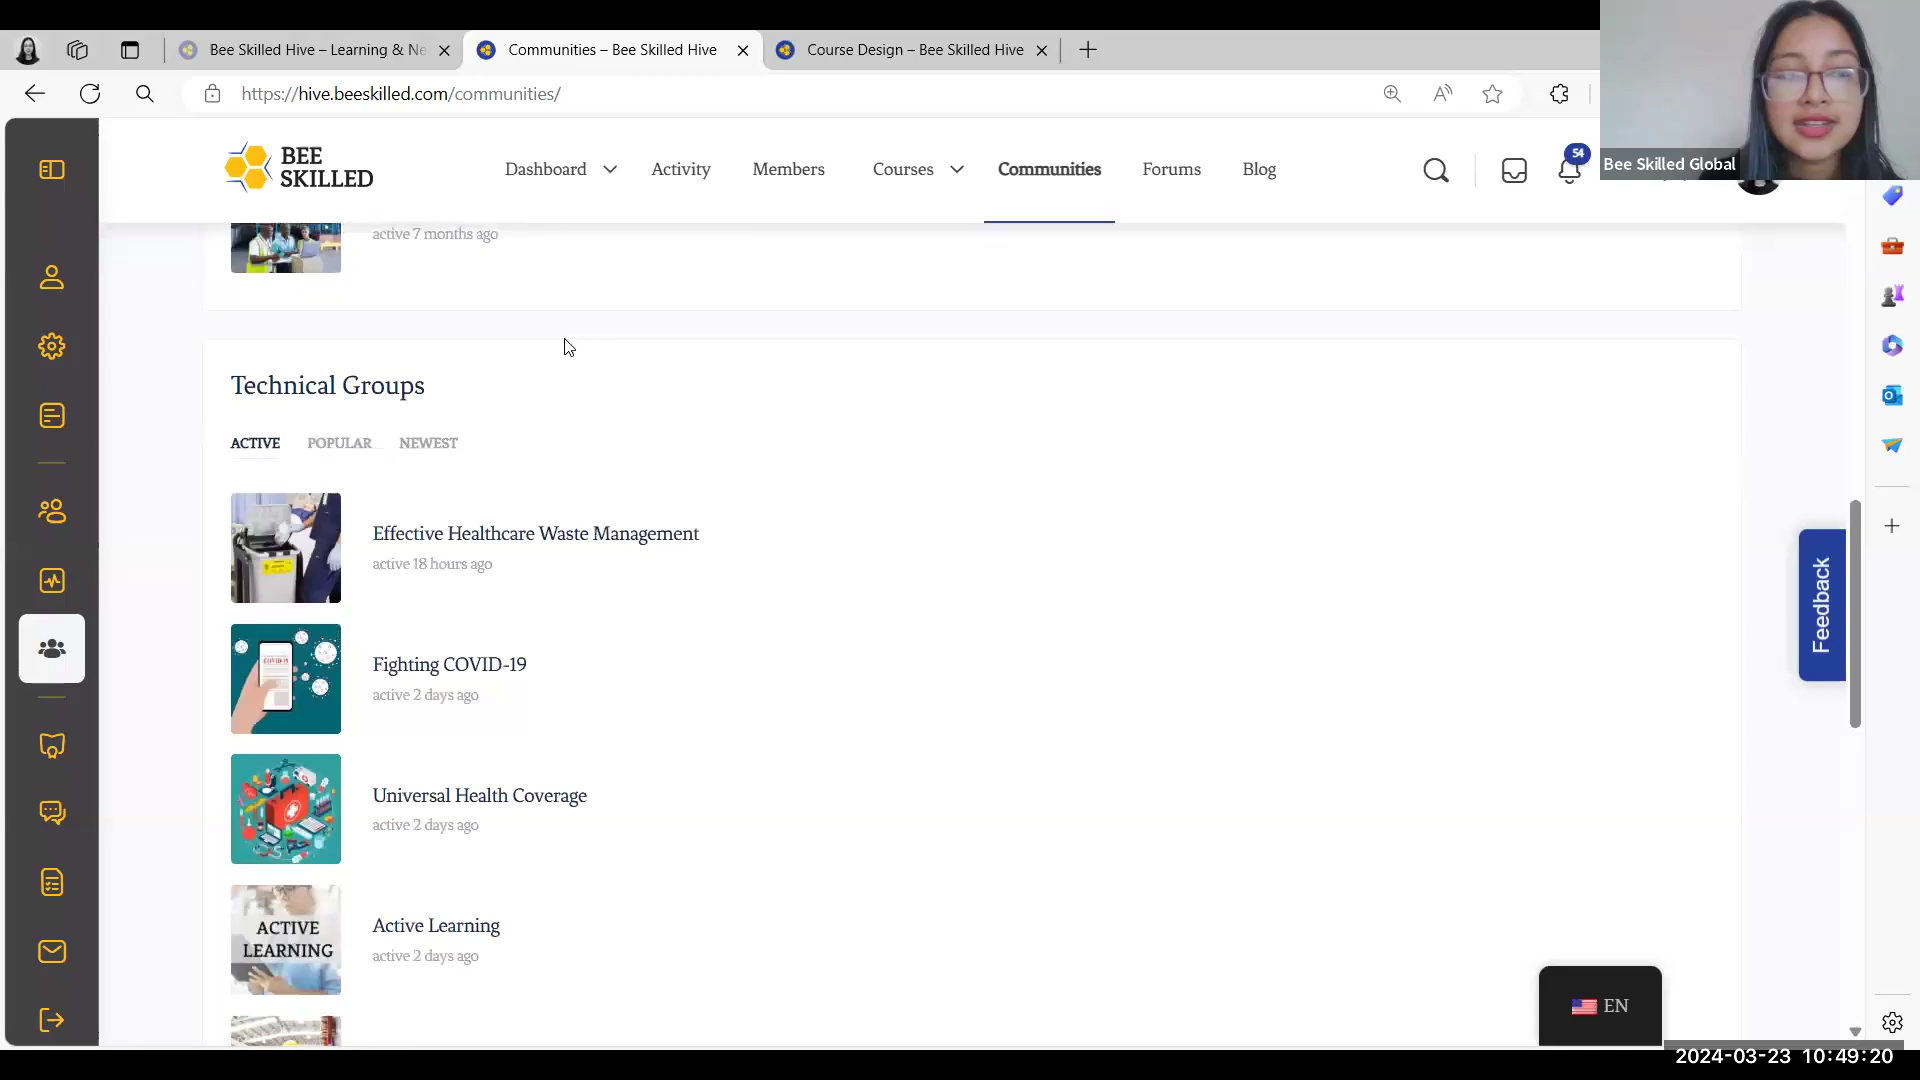 Bee Skilled Hive – Learning & Ne
Communities – Bee Skilled Hive
Course Design – Bee Skilled Hive
https://hive.beeskilled.com/communities/
BEE
SKILLED
Dashboard
Activity
Members
Courses
Communities
Forums
Blog
54
Bee Skilled Global
active 7 months ago
Technical Groups
ACTIVE
POPULAR
NEWEST
Effective Healthcare Waste Management
active 18 hours ago
COVID-19
Fighting COVID-19
active 2 days ago
Universal Health Coverage
active 2 days ago
ACTIVE
LEARNING
Active Learning
active 2 days ago
Feedback
EN
2024-03-23 10:49:20